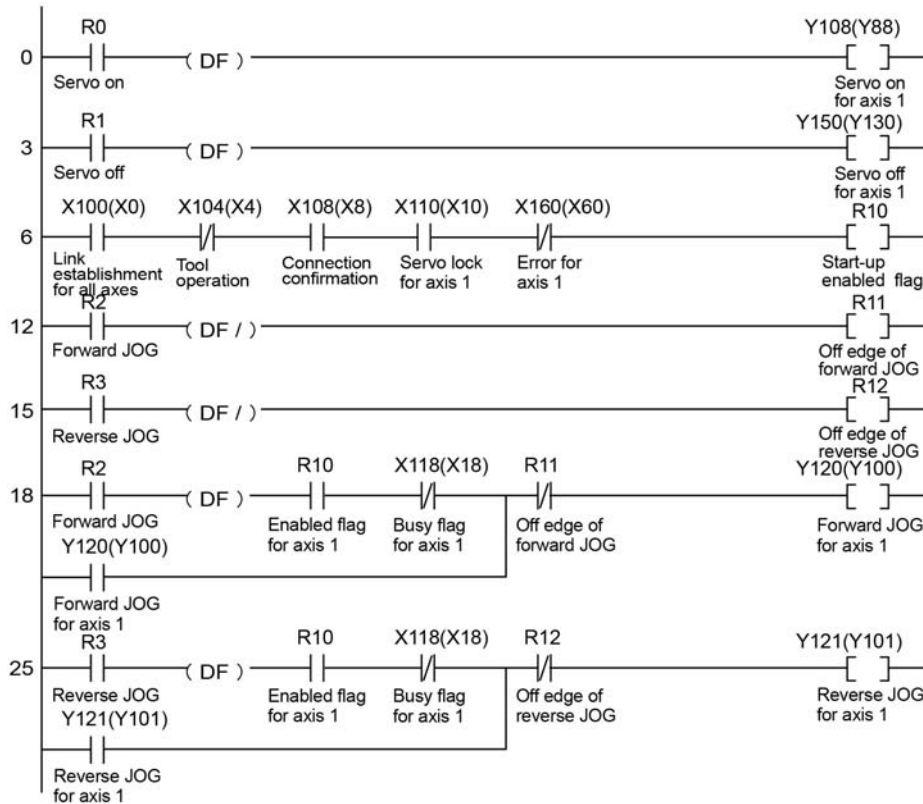 R0
Y108(Y88)
0
( DF )
Servo on
Servo on
for axis 1
R1
Y150(Y130)
3
( DF )
Servo off
Servo off
for axis 1
X100(X0)
X104(X4)
X108(X8)
X110(X10)
X160(X60)
R10
6
Link
establishment
for all axes
Tool
operation
Connection
confirmation
Servo lock
for axis 1
Error for
axis 1
Start-up
enabled flag
R2
R11
12
( DF / )
Forward JOG
Off edge of
forward JOG
R3
R12
15
( DF / )
Reverse JOG
Off edge of
reverse JOG
R2
R10
X118(X18)
R11
Y120(Y100)
18
( DF )
Forward JOG
Enabled flag
for axis 1
Busy flag
for axis 1
Off edge of
forward JOG
Forward JOG
for axis 1
Y120(Y100)
Forward JOG
for axis 1
R3
R10
X118(X18)
R12
Y121(Y101)
25
( DF )
Reverse JOG
Enabled flag
for axis 1
Busy flag
for axis 1
Off edge of
reverse JOG
Reverse JOG
for axis 1
Y121(Y101)
Reverse JOG
for axis 1